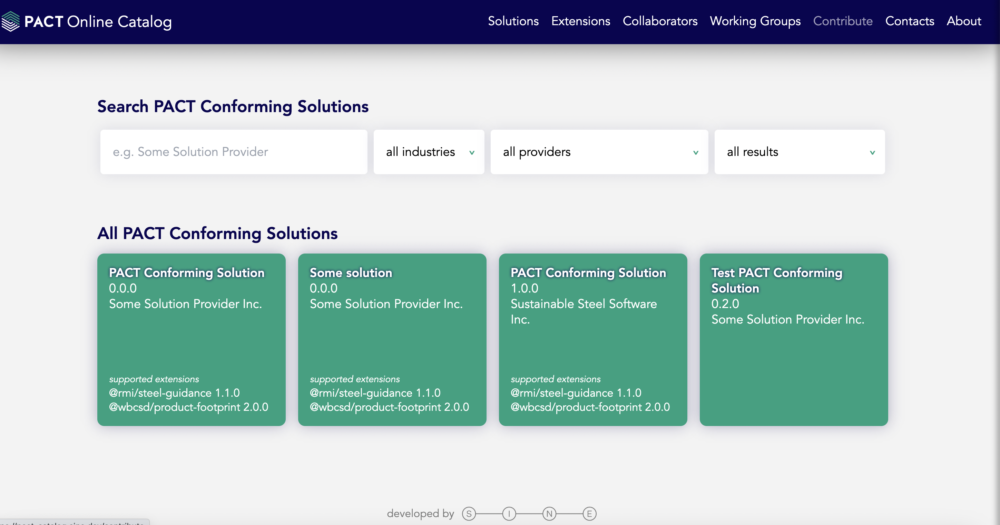 PACT Online Catalog
Solutions Extensions Collaborators Working Groups Contribute Contacts About
Search PACT Conforming Solutions
e.g. Some Solution Provider
all industries
all providers
all results
All PACT Conforming Solutions
PACT Conforming Solution
0.0.0
Some Solution Provider Inc.
supported extensions
@rmi/steel-guidance 1.1.0
@wbcsd/product-footprint 2.0.0
Some solution
0.0.0
Some Solution Provider Inc.
supported extensions
@rmi/steel-guidance 1.1.0
@wbcsd/product-footprint 2.0.0
PACT Conforming Solution
1.0.0
Sustainable Steel Software
Inc.
supported extensions
@rmi/steel-guidance 1.1.0
@wbcsd/product-footprint 2.0.0
Test PACT Conforming
Solution
0.2.0
Some Solution Provider Inc.
developed by S I N E